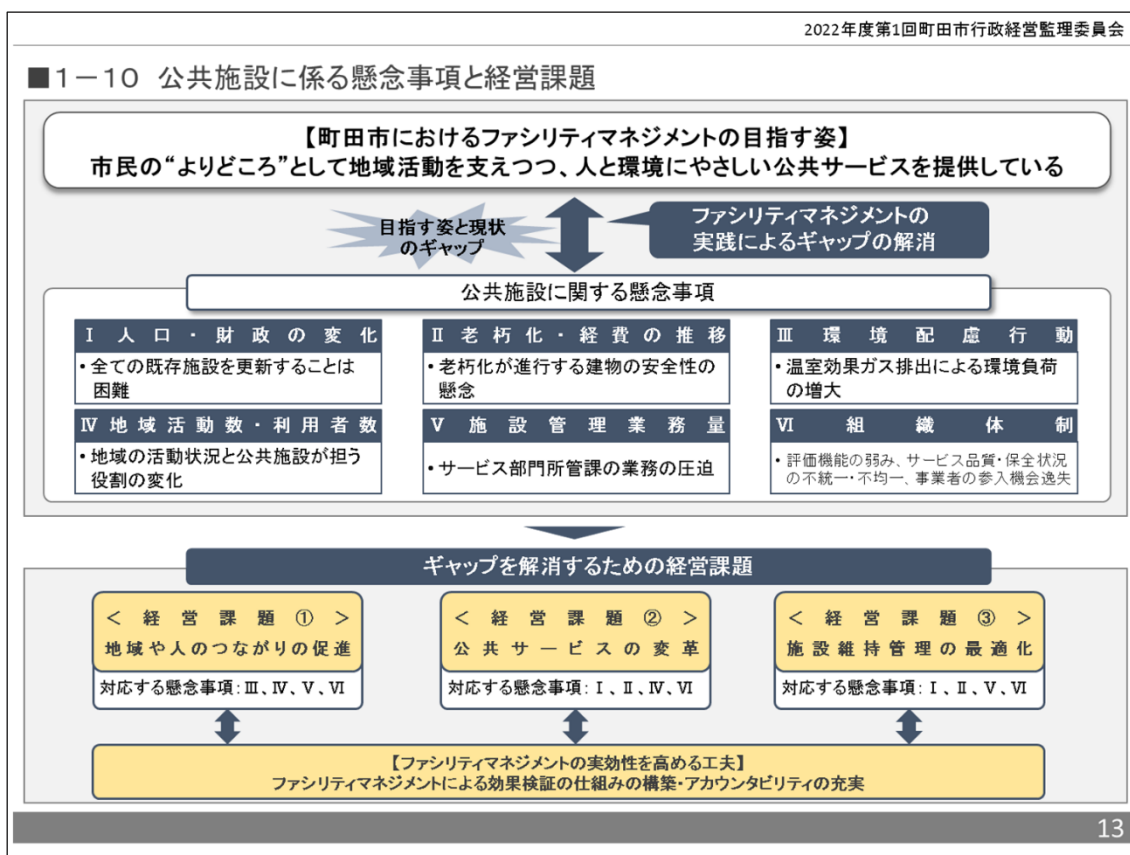 2022年度第1回町田市行政経営監理委員会
■1－10 公共施設に係る懸念事項と経営課題
【町田市におけるファシリティマネジメントの目指す姿】
市民の“よりどころ”として地域活動を支えつつ、人と環境にやさしい公共サービスを提供している
目指す姿と現状
のギャップ
ファシリティマネジメントの
実践によるギャップの解消
公共施設に関する懸念事項
Ⅰ人口・財政の変化
・全ての既存施設を更新することは
困難
Ⅱ老朽化・経費の推移
・老朽化が進行する建物の安全性の
懸念
Ⅲ環境配慮行動
・温室効果ガス排出による環境負荷
の増大
Ⅳ地域活動数・利用者数
・地域の活動状況と公共施設が担う
役割の変化
Ⅴ施設管理業務量
・サービス部門所管課の業務の圧迫
Ⅵ組織体制
・評価機能の弱み、サービス品質・保全状況
の不統一・不均一、事業者の参入機会逸失
ギャップを解消するための経営課題
＜経営課題①＞
地域や人のつながりの促進
対応する懸念事項：Ⅲ、Ⅳ、Ⅴ、Ⅵ
＜経営課題②＞
公共サービスの変革
対応する懸念事項：Ⅰ、Ⅱ、Ⅳ、Ⅵ
＜経営課題③＞
施設維持管理の最適化
対応する懸念事項：Ⅰ、Ⅱ、Ⅴ、Ⅵ
【ファシリティマネジメントの実効性を高める工夫】
ファシリティマネジメントによる効果検証の仕組みの構築・アカウンタビリティの充実
13